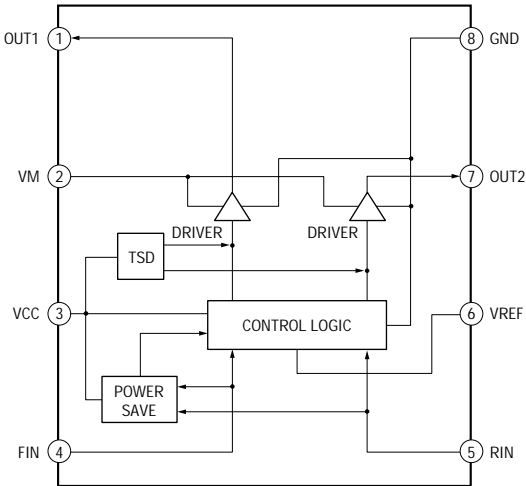 OUT1 1
8 GND
VM 2
7 OUT2
DRIVER
DRIVER
TSD
VCC 3
6 VREF
CONTROL LOGIC
POWER
SAVE
FIN 4
5 RIN